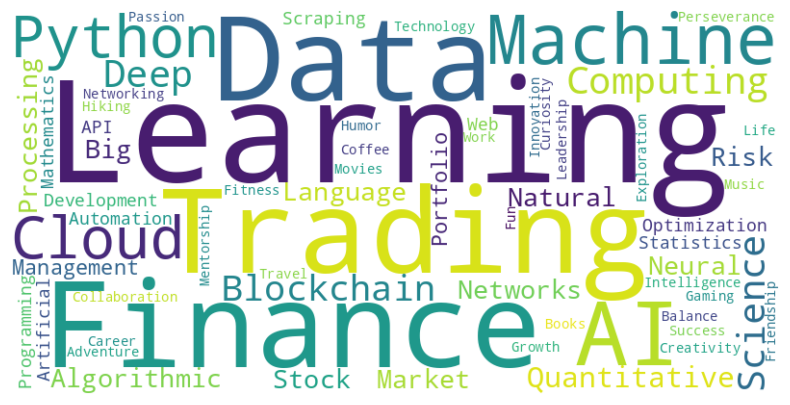 Passion
Scraping
Technology
Perseverance
Python
Data
Machine
Deep
Computing
Processing
Mathematics
Networking
Hiking
Learning
API
Big
Humor
Coffee
Movies
Portfolio
Web
Work
Innovation
Curiosity
Leadership
Exploration
Life
Risk
Music
Development
Automation
Fitness
Language
Trading
Fun
Natural
Cloud
Mentorship
Optimization
Statistics
Management
Travel
Blockchain
Networks
Neural
Intelligence
Gaming
Science
Friendship
Programming
Artificial
Collaboration
Finance
Books
AI
Balance
Success
Career
Adventure
Growth
Creativity
Algorithmic
Stock
Market
Quantitative